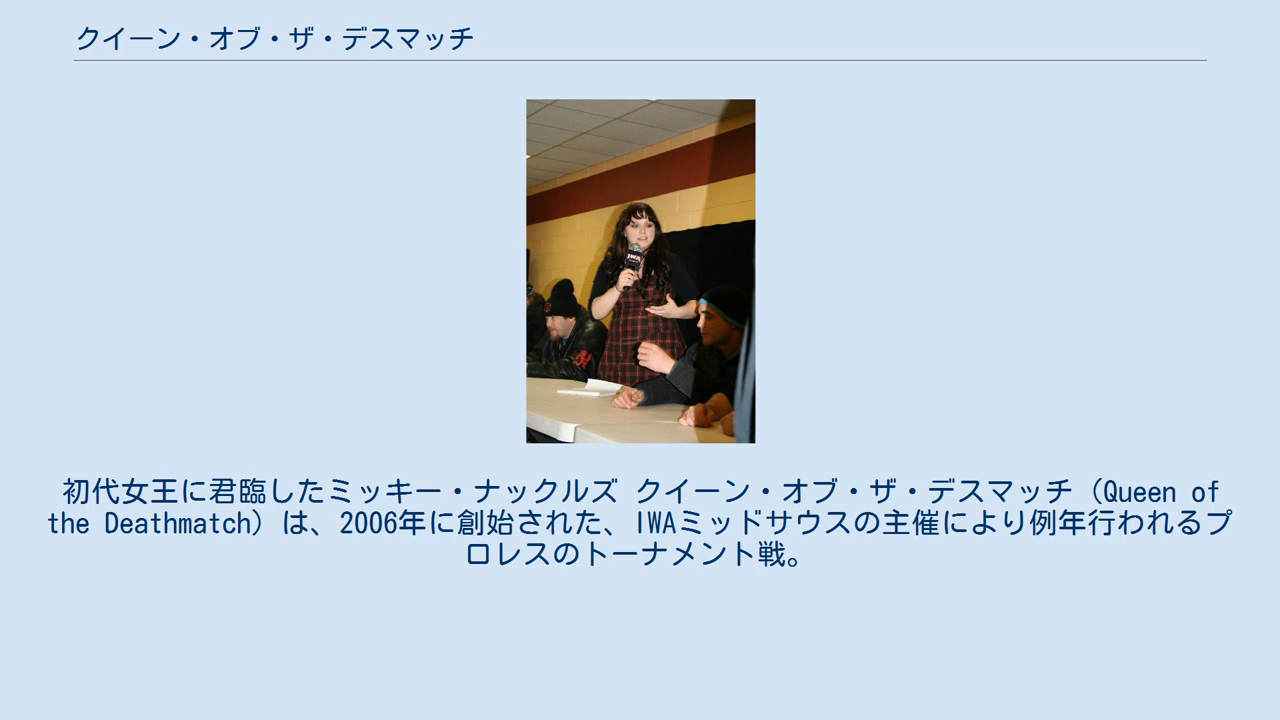 クイーン・オブ・ザ・デスマッチ
IWA
初代女王に君臨したミッキー・ナックルズ クイーン・オブ・ザ・デスマッチ（Queen of
the Deathmatch）は、2006年に創始された、IWAミッドサウスの主催により例年行われるプ
ロレスのトーナメント戦。